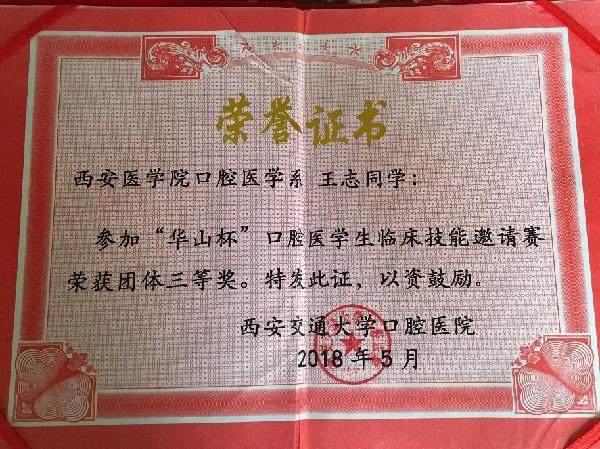 荣誉证书
西安医学院口腔医学系 王志同学：
参加“华山杯”口腔医学生临床技能邀请赛
荣获团体三等奖。特发此证，以资鼓励。
西安交通大学口腔医院
2018 年 5 月